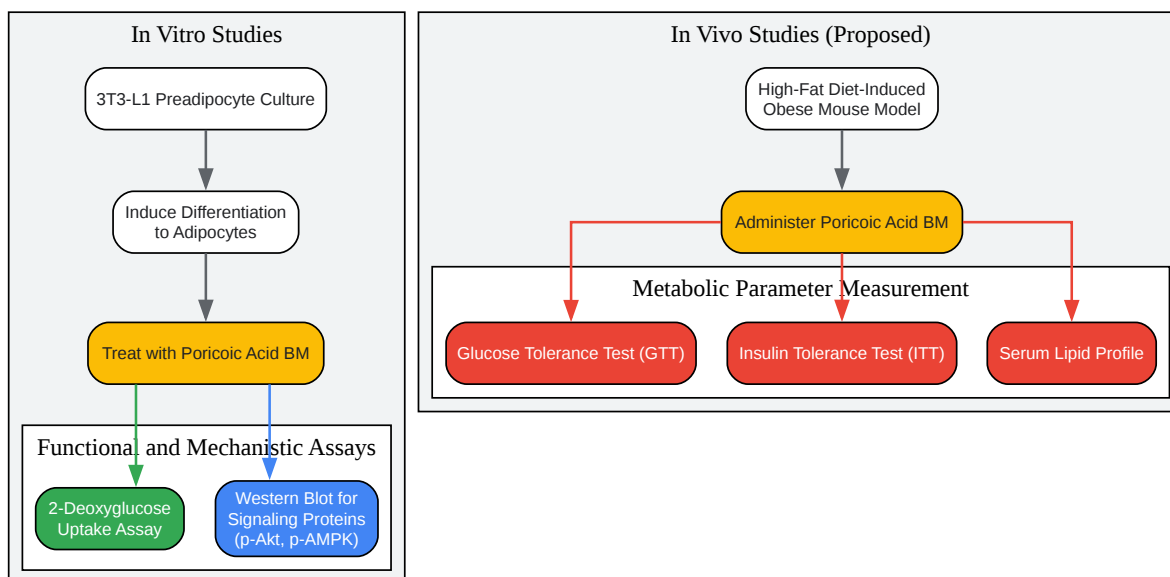 In Vitro Studies
3T3-L1 Preadipocyte Culture
Induce Differentiation
to Adipocytes
Treat with Poricoic Acid BM
Functional and Mechanistic Assays
2-Deoxyglucose
Uptake Assay
Western Blot for
Signaling Proteins
(p-Akt, p-AMPK)
In Vivo Studies (Proposed)
High-Fat Diet-Induced
Obese Mouse Model
Administer Poricoic Acid BM
Metabolic Parameter Measurement
Glucose Tolerance Test (GTT)
Insulin Tolerance Test (ITT)
Serum Lipid Profile